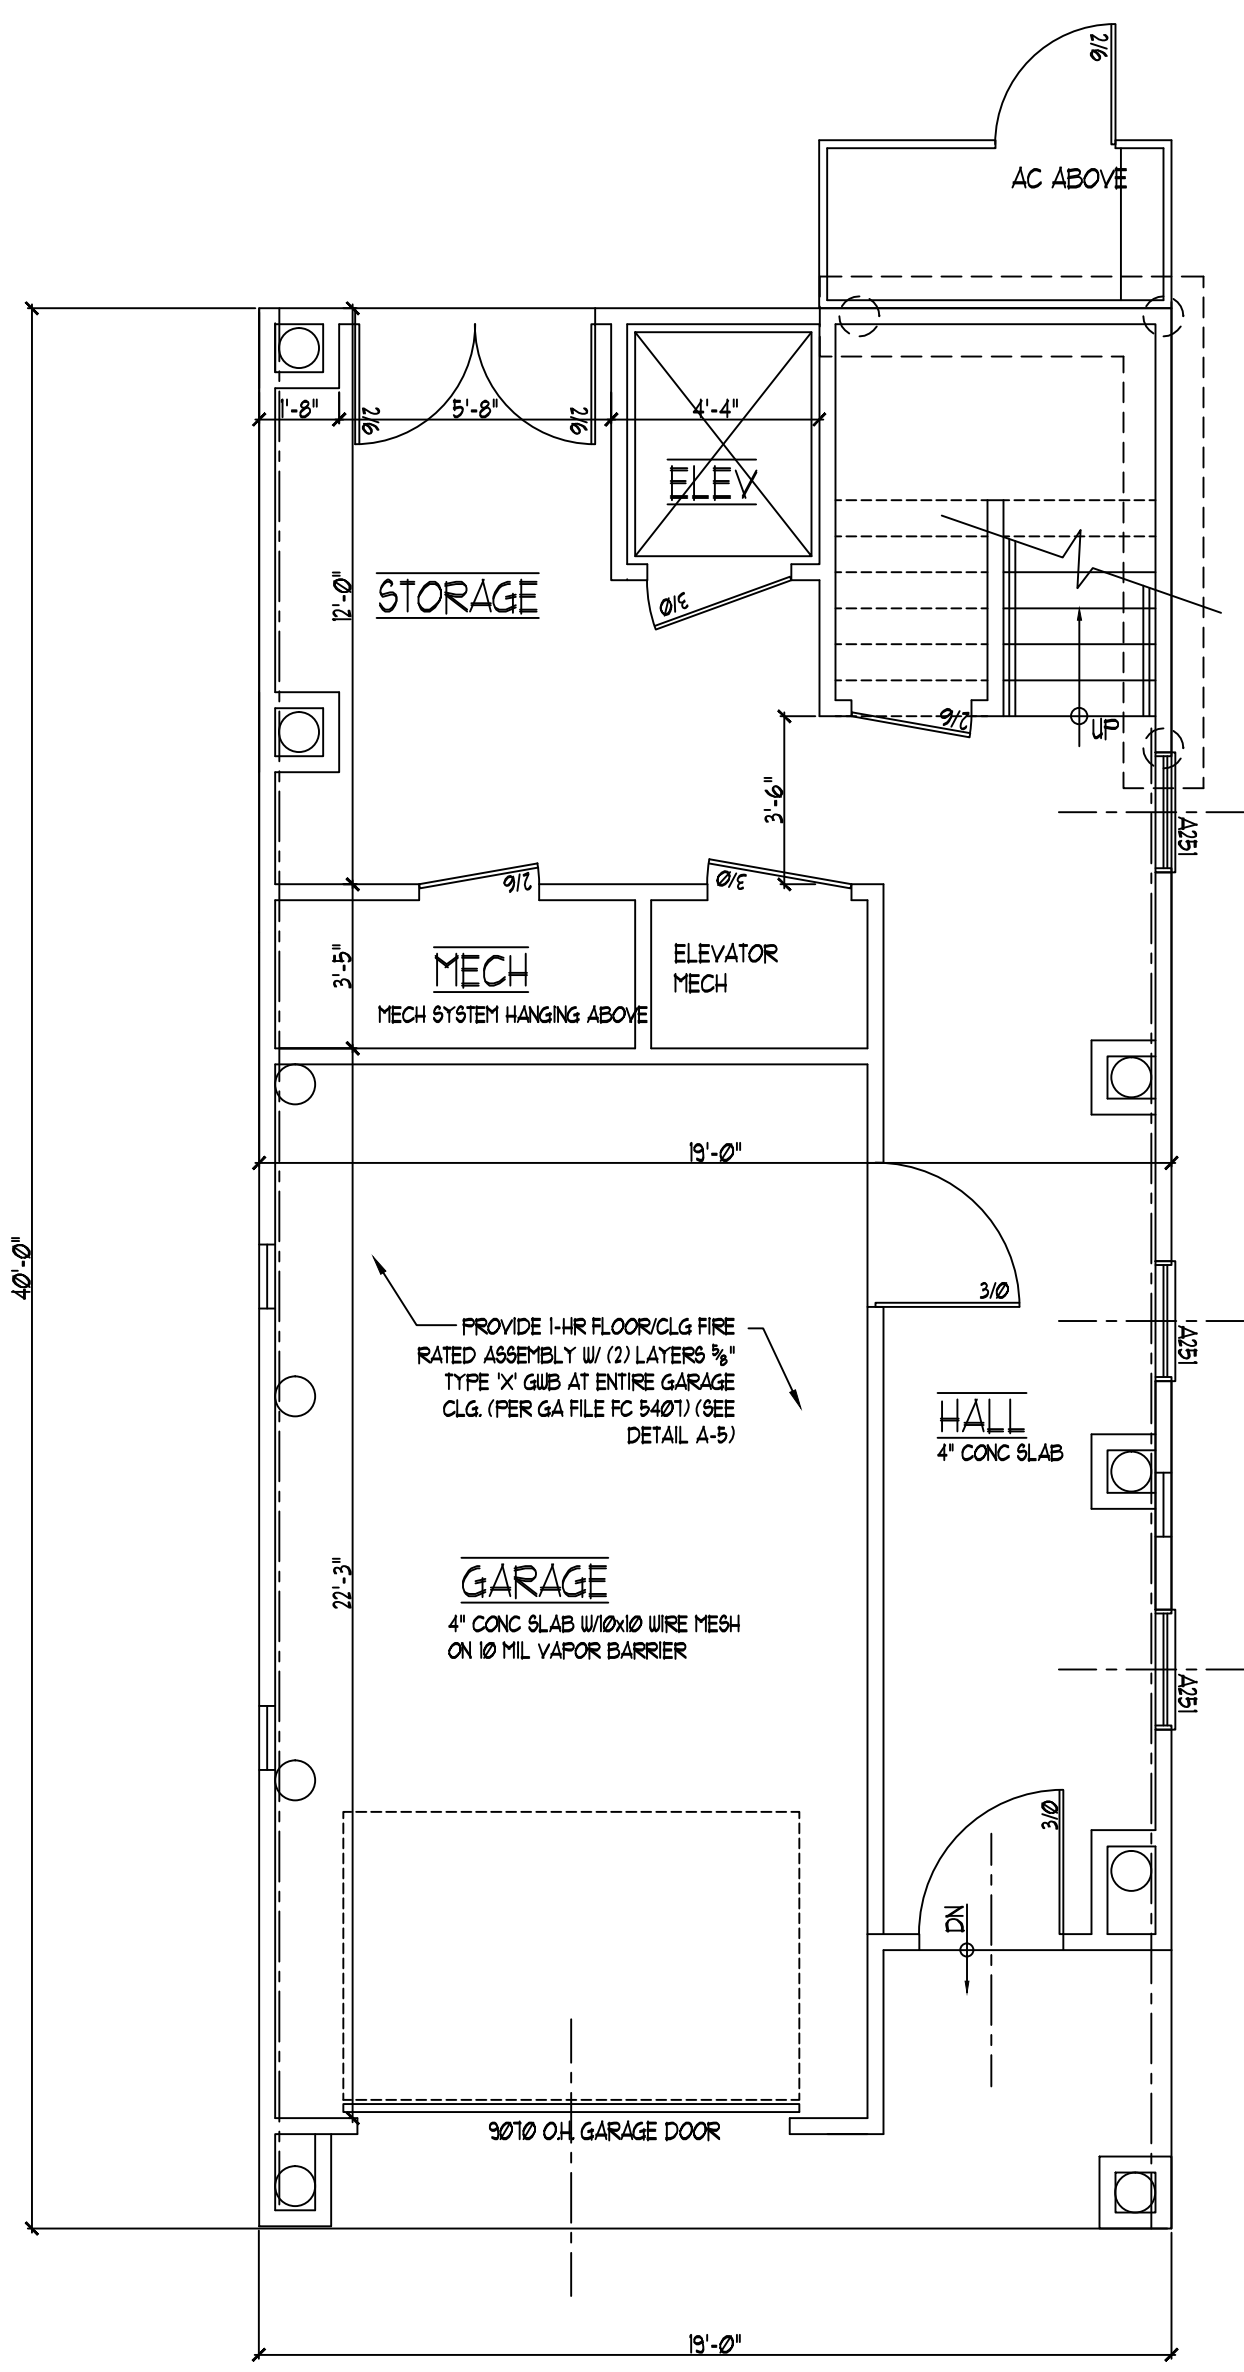 2/6
AC ABOVE
1'-8"
2/6
5'-8"
2/6
4'-4"
ELEV
12'-0"
STORAGE
3/0
2/6
up
3'-6"
A251
2/6
3/0
3'-5"
MECH
MECH SYSTEM HANGING ABOVE
ELEVATOR
MECH
19'-0"
40'-0"
3/0
PROVIDE 1-HR FLOOR/CLG FIRE
RATED ASSEMBLY W/ (2) LAYERS 5/8"
TYPE 'X' GWB AT ENTIRE GARAGE
CLG. (PER GA FILE FC 5407) (SEE
DETAIL A-5)
A251
HALL
4" CONC SLAB
22'-3"
GARAGE
4" CONC SLAB W/10x10 WIRE MESH
ON 10 MIL VAPOR BARRIER
A251
3/0
DN
9070 O.H. GARAGE DOOR
19'-0"